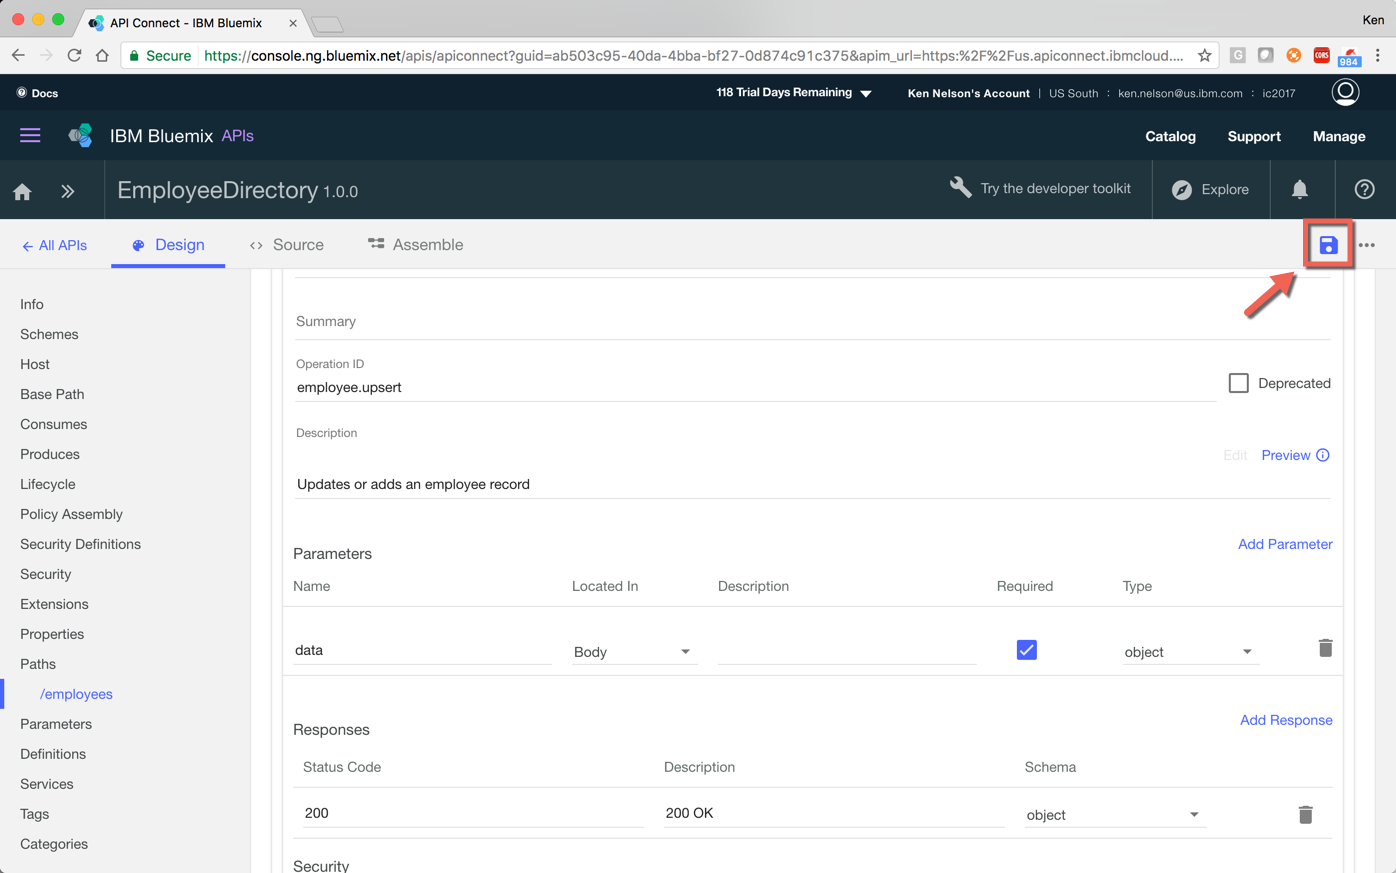 API Connect - IBM Bluemix
Ken
Secure https://console.ng.bluemix.net/apis/apiconnect?guid=ab503c95-40da-4bba-bf27-0d874c91c375&apim_url=https:%2F%2Fus.apiconnect.ibmcloud....
G
CORS
984
Docs
118 Trial Days Remaining
Ken Nelson's Account | US South : ken.nelson@us.ibm.com : ic2017
IBM Bluemix APIs
Catalog Support Manage
EmployeeDirectory 1.0.0
Try the developer toolkit
Explore
← All APIs
Design
Source
Assemble
Info
Schemes
Host
Base Path
Consumes
Produces
Lifecycle
Policy Assembly
Security Definitions
Security
Extensions
Properties
Paths
/employees
Parameters
Definitions
Services
Tags
Categories
Summary
Operation ID
employee.upsert
Deprecated
Description
Edit Preview
Updates or adds an employee record
Parameters
Add Parameter
Name Located In Description Required Type
data Body object
Responses
Add Response
Status Code Description Schema
200 200 OK object
Security